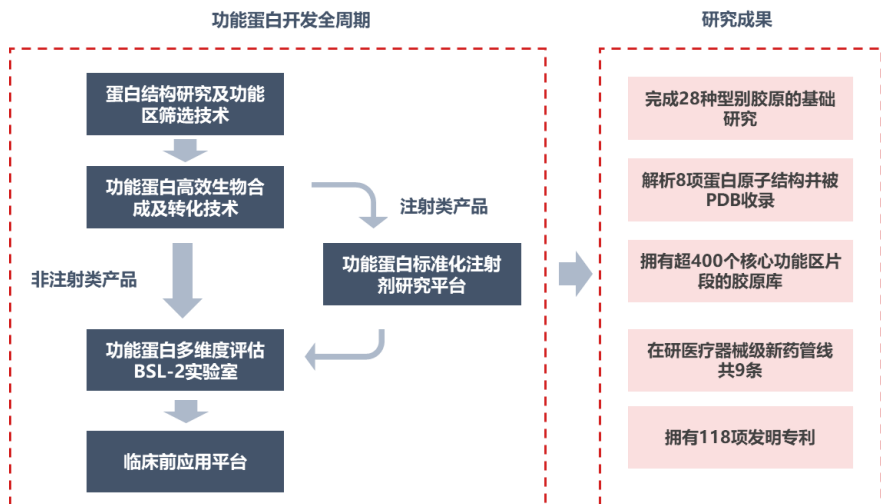 功能蛋白开发全周期
蛋白结构研究及功能
区筛选技术
功能蛋白高效生物合
成及转化技术
注射类产品
功能蛋白标准化注射
剂研究平台
非注射类产品
功能蛋白多维度评估
BSL-2实验室
临床前应用平台
研究成果
完成28种型别胶原的基础
研究
解析8项蛋白原子结构并被
PDB收录
拥有超400个核心功能区片
段的胶原库
在研医疗器械级新药管线
共9条
拥有118项发明专利